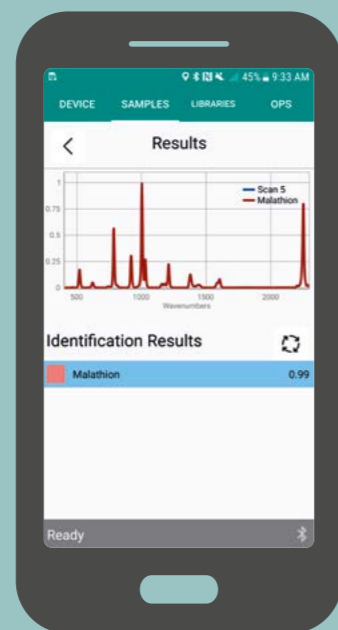 45% 9:33 AM
DEVICE SAMPLES LIBRARIES OPS
Results
Scan 5
Malathion
1
0.75
0.5
0.25
0
500 1000 1500 2000
Wavenumbers
Identification Results
Malathion 0.99
Ready